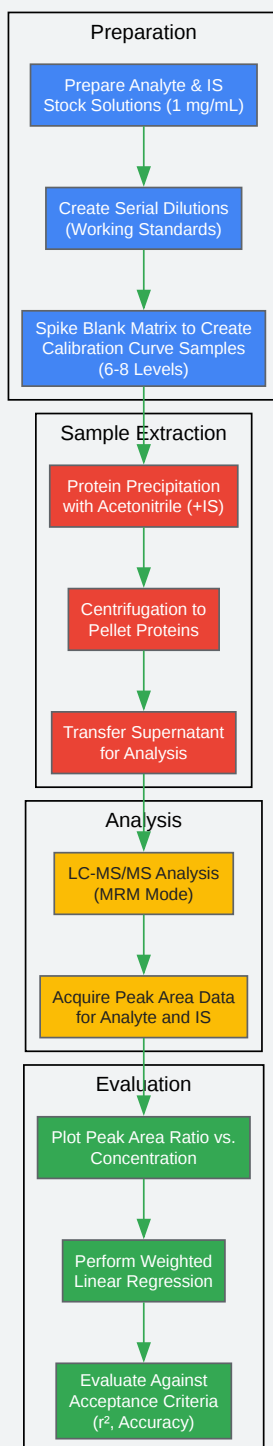 Preparation
Prepare Analyte & IS
Stock Solutions (1 mg/mL)
Create Serial Dilutions
(Working Standards)
Spike Blank Matrix to Create
Calibration Curve Samples
(6-8 Levels)
Sample Extraction
Protein Precipitation
with Acetonitrile (+IS)
Centrifugation to
Pellet Proteins
Transfer Supernatant
for Analysis
Analysis
LC-MS/MS Analysis
(MRM Mode)
Acquire Peak Area Data
for Analyte and IS
Evaluation
Plot Peak Area Ratio vs.
Concentration
Perform Weighted
Linear Regression
Evaluate Against
Acceptance Criteria
(r², Accuracy)